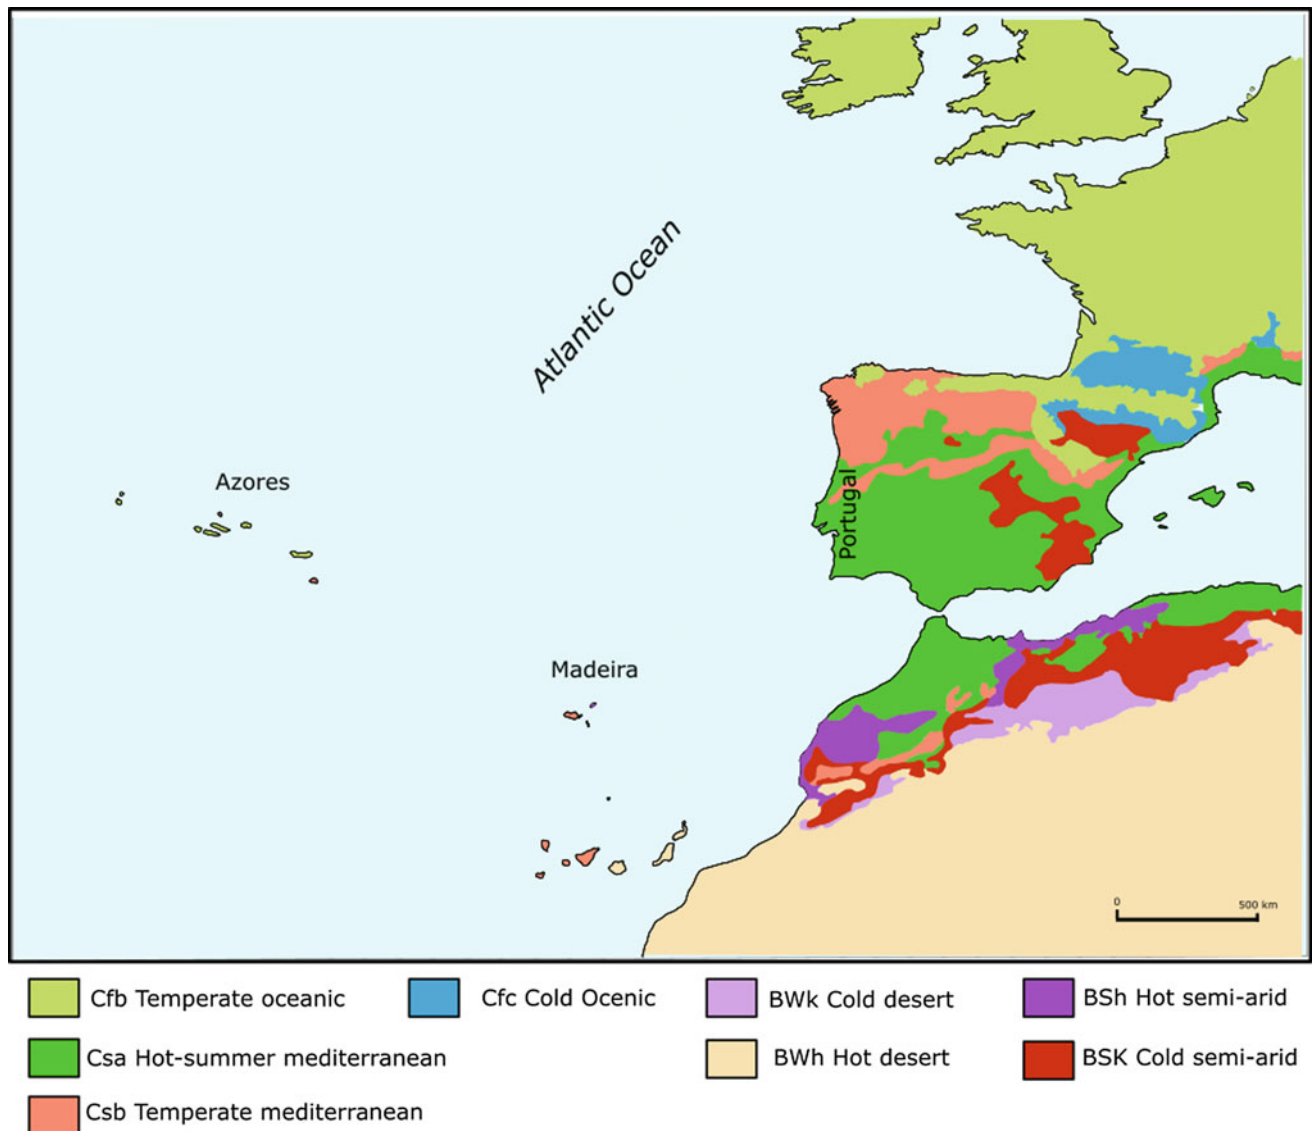 Atlantic Ocean
Azores
Portugal
Madeira
0 500 km
Cfb Temperate oceanic
Cfc Cold Ocenic
BWk Cold desert
BSh Hot semi-arid
Csa Hot-summer mediterranean
BWh Hot desert
BSK Cold semi-arid
Csb Temperate mediterranean